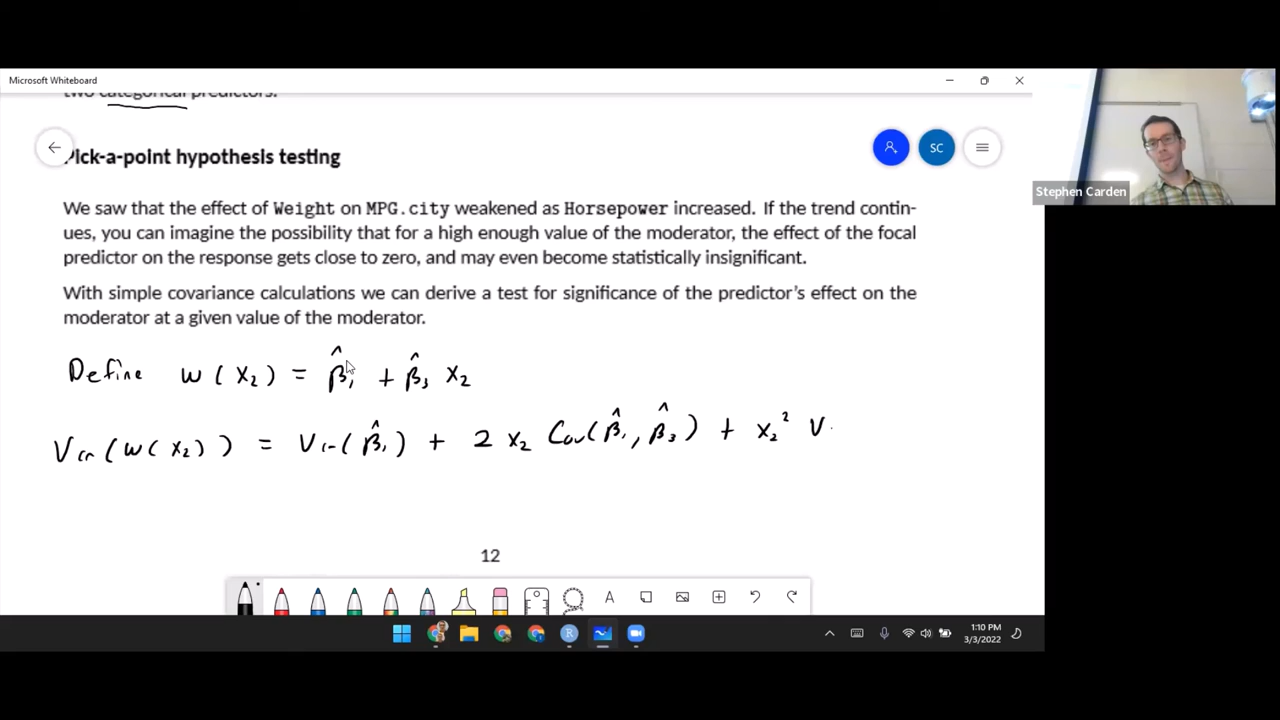 Microsoft Whiteboard
two categorical predictors.
Pick-a-point hypothesis testing
SC
Stephen Carden
We saw that the effect of Weight on MPG.city weakened as Horsepower increased. If the trend contin-
ues, you can imagine the possibility that for a high enough value of the moderator, the effect of the focal
predictor on the response gets close to zero, and may even become statistically insignificant.
With simple covariance calculations we can derive a test for significance of the predictor's effect on the
moderator at a given value of the moderator.
Define w(x₂) = β̂₁ + β̂₃ x₂
Var(w(x₂)) = Var(β̂₁) + 2 x₂ Cov(β̂₁, β̂₃) + x₂² V
12
A
1:10 PM
3/3/2022